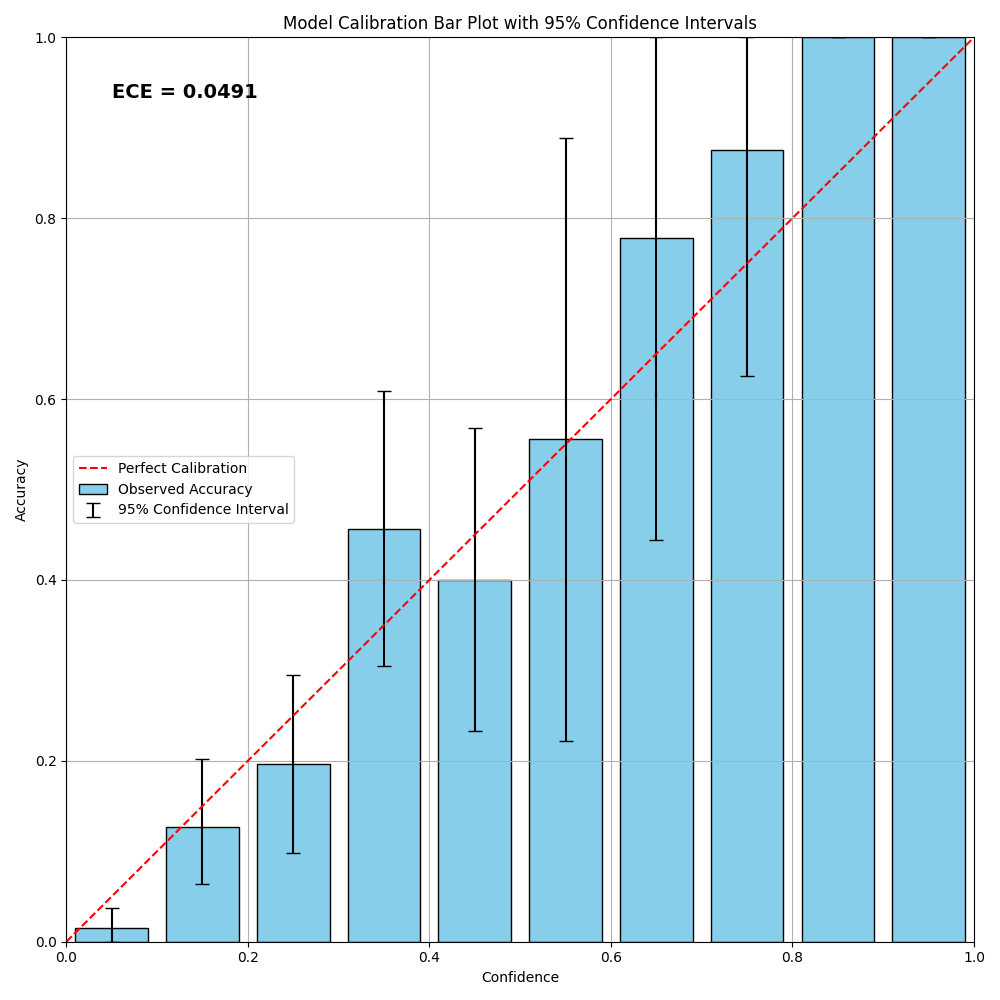 Model Calibration Bar Plot with 95% Confidence Intervals
ECE = 0.0491
1.0
0.8
0.6
0.4
0.2
0.0
Accuracy
Perfect Calibration
Observed Accuracy
95% Confidence Interval
0.0 0.2 0.4 0.6 0.8 1.0
Confidence